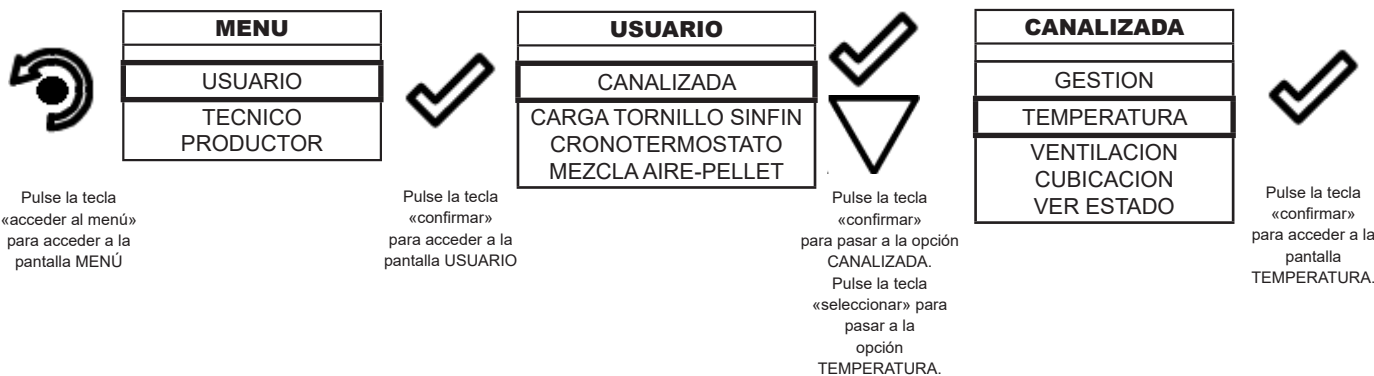 MENU
USUARIO
TECNICO
PRODUCTOR
Pulse la tecla
«acceder al menú»
para acceder a la
pantalla MENÚ
Pulse la tecla
«confirmar»
para acceder a la
pantalla USUARIO
USUARIO
CANALIZADA
CARGA TORNILLO SINFIN
CRONOTERMOSTATO
MEZCLA AIRE-PELLET
Pulse la tecla
«confirmar»
para pasar a la opción
CANALIZADA.
Pulse la tecla
«seleccionar» para
pasar a la
opción
TEMPERATURA.
CANALIZADA
GESTION
TEMPERATURA
VENTILACION
CUBICACION
VER ESTADO
Pulse la tecla
«confirmar»
para acceder a la
pantalla
TEMPERATURA.